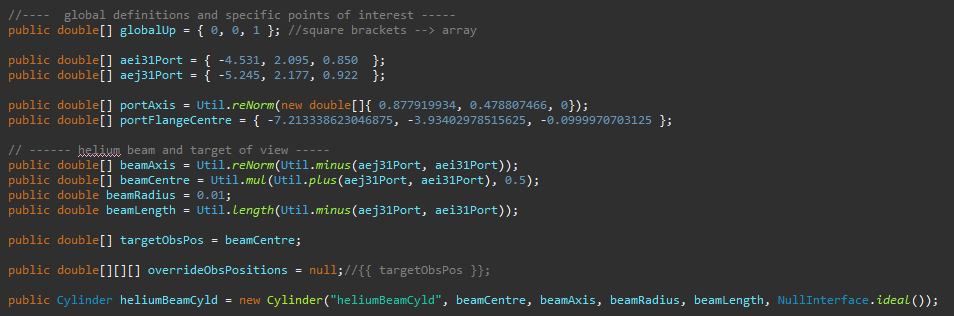 //----  global definitions and specific points of interest -----
public double[] globalUp = { 0, 0, 1 }; //square brackets --> array
public double[] aei31Port = { -4.531, 2.095, 0.850  };
public double[] aej31Port = { -5.245, 2.177, 0.922  };
public double[] portAxis = Util.reNorm(new double[]{ 0.877919934, 0.478807466, 0});
public double[] portFlangeCentre = { -7.213338623046875, -3.93402978515625, -0.0999970703125 };
// ------ helium beam and target of view -----
public double[] beamAxis = Util.reNorm(Util.minus(aej31Port, aei31Port));
public double[] beamCentre = Util.mul(Util.plus(aej31Port, aei31Port), 0.5);
public double beamRadius = 0.01;
public double beamLength = Util.length(Util.minus(aej31Port, aei31Port));
public double[] targetObsPos = beamCentre;
public double[][][] overrideObsPositions = null;//{{ targetObsPos }};
public Cylinder heliumBeamCyld = new Cylinder("heliumBeamCyld", beamCentre, beamAxis, beamRadius, beamLength, NullInterface.ideal());